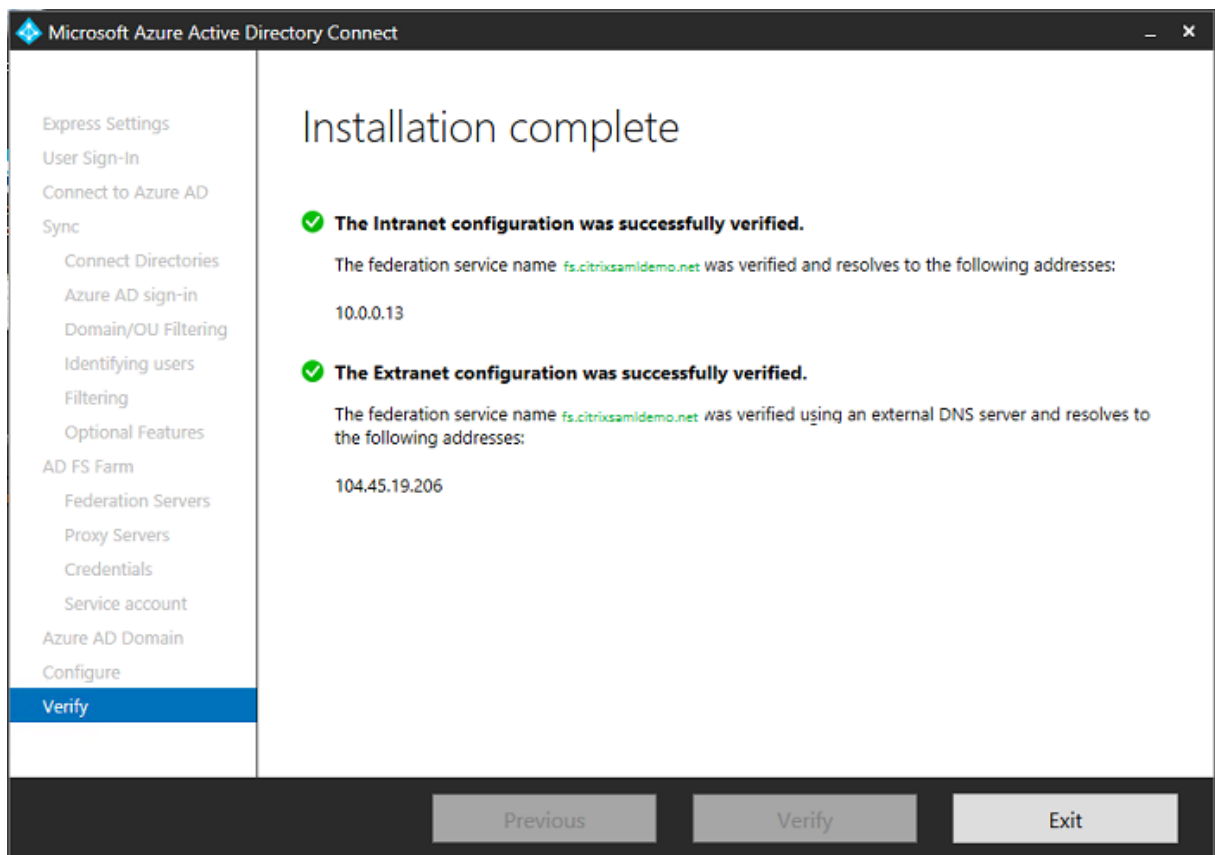 Microsoft Azure Active Directory Connect
Express Settings
User Sign-In
Connect to Azure AD
Sync
Connect Directories
Azure AD sign-in
Domain/OU Filtering
Identifying users
Filtering
Optional Features
AD FS Farm
Federation Servers
Proxy Servers
Credentials
Service account
Azure AD Domain
Configure
Verify
Installation complete
The Intranet configuration was successfully verified.
The federation service name fs.citrixsamldemo.net was verified and resolves to the following addresses:
10.0.0.13
The Extranet configuration was successfully verified.
The federation service name fs.citrixsamldemo.net was verified using an external DNS server and resolves to
the following addresses:
104.45.19.206
Previous
Verify
Exit